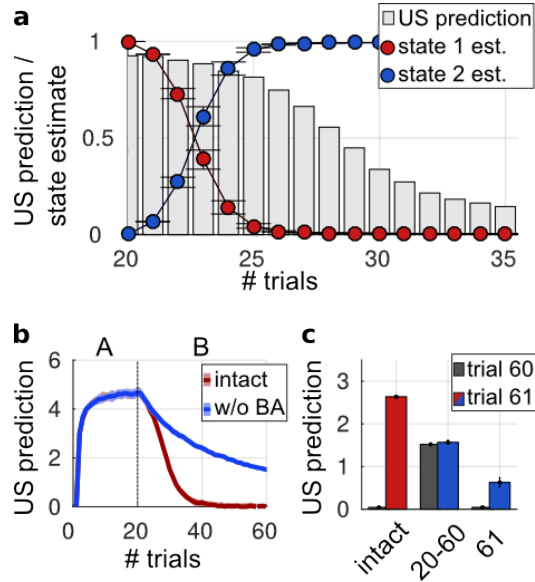 a
US prediction
state 1 est.
state 2 est.
US prediction /
state estimate
1
0.5
0
20
25
30
35
# trials
b
A
B
intact
w/o BA
US prediction
6
4
2
0
0
20
40
60
# trials
c
trial 60
trial 61
US prediction
3
2
1
0
intact
20-60
61